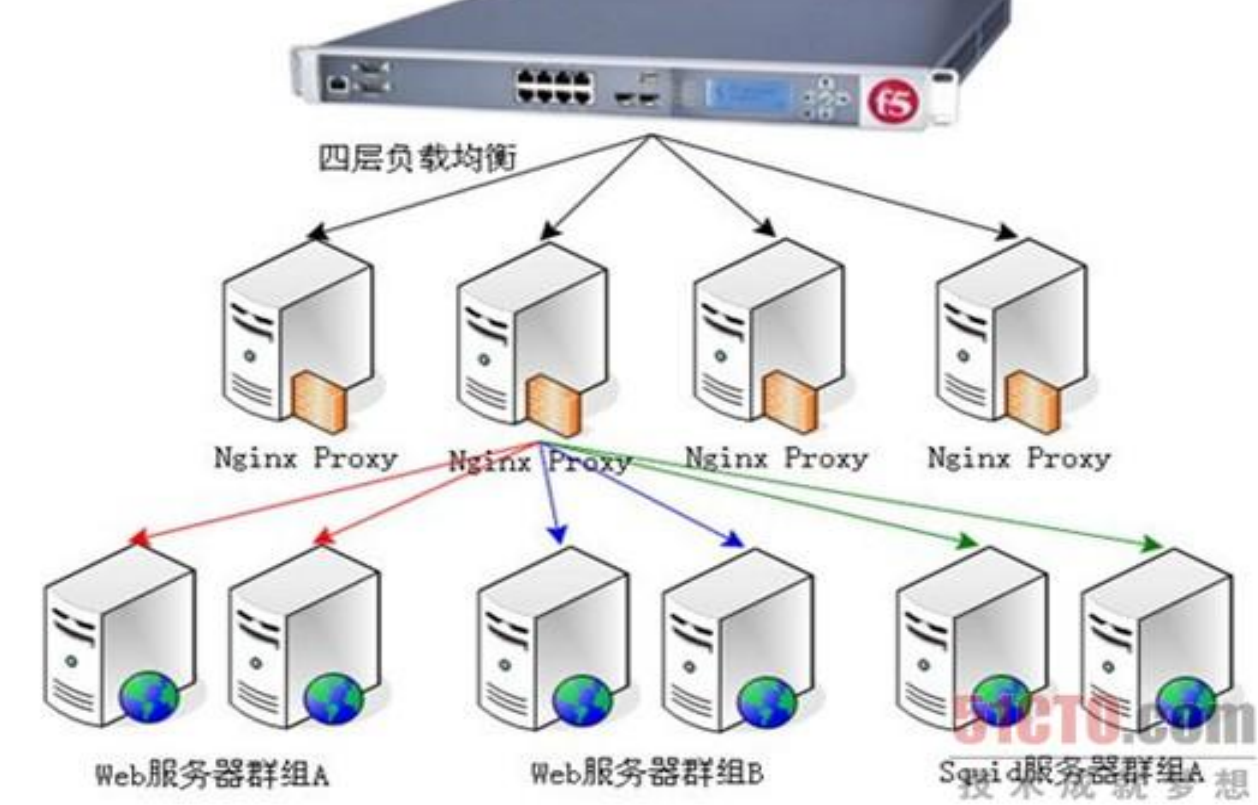 f5
四层负载均衡
Nginx Proxy
Nginx Proxy
Nginx Proxy
Nginx Proxy
Web服务器群组A
Web服务器群组B
Squid服务器群组A
51CTO.com
技术成就梦想